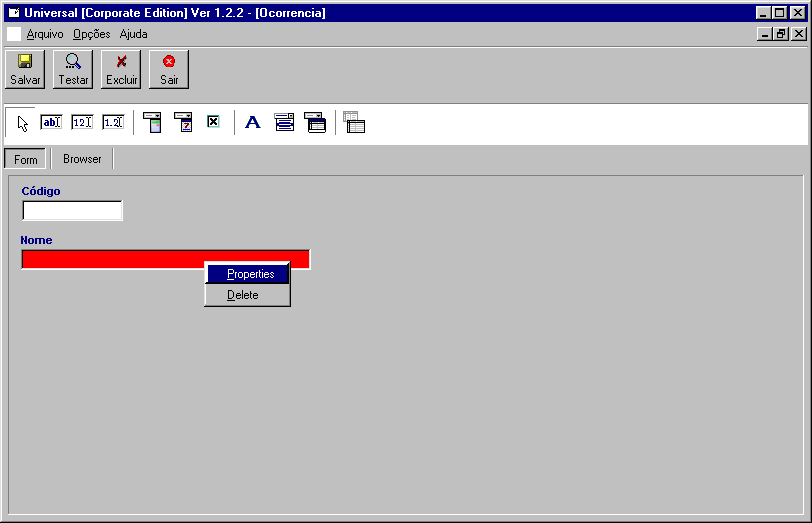 Universal [Corporate Edition] Ver 1.2.2 - [Ocorrencia]
Arquivo Opções Ajuda
Salvar Testar Excluir Sair
ab 12 1.2 A
Form Browser
Código
Nome
Properties
Delete